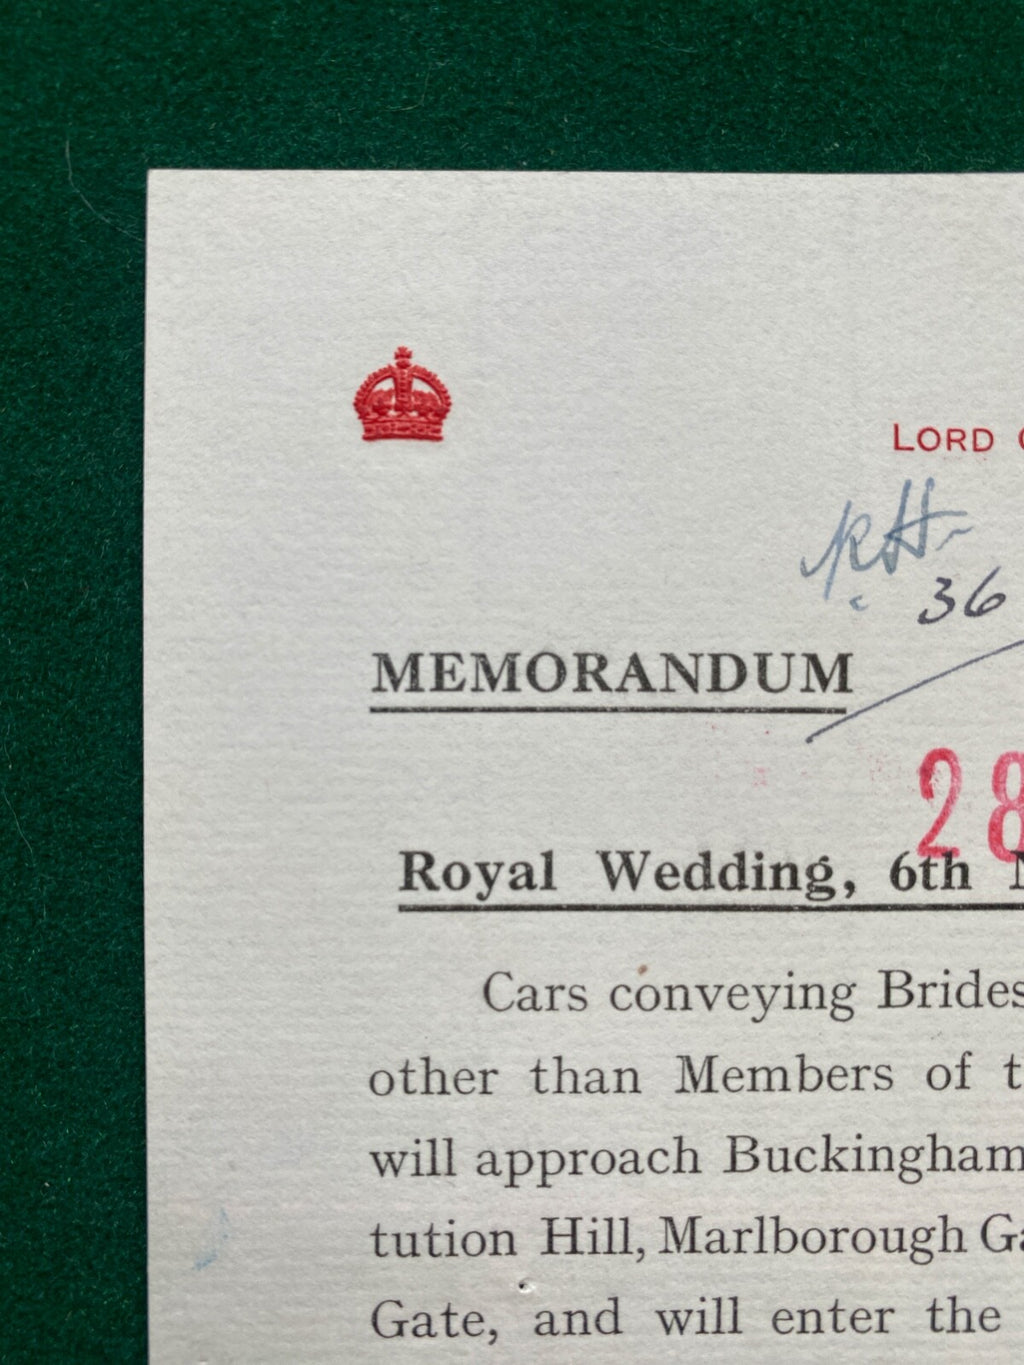 LORD
R.H.
36
MEMORANDUM
28
Royal Wedding, 6th
Cars conveying Brides
other than Members of t
will approach Buckingham
tution Hill, Marlborough Ga
Gate, and will enter the